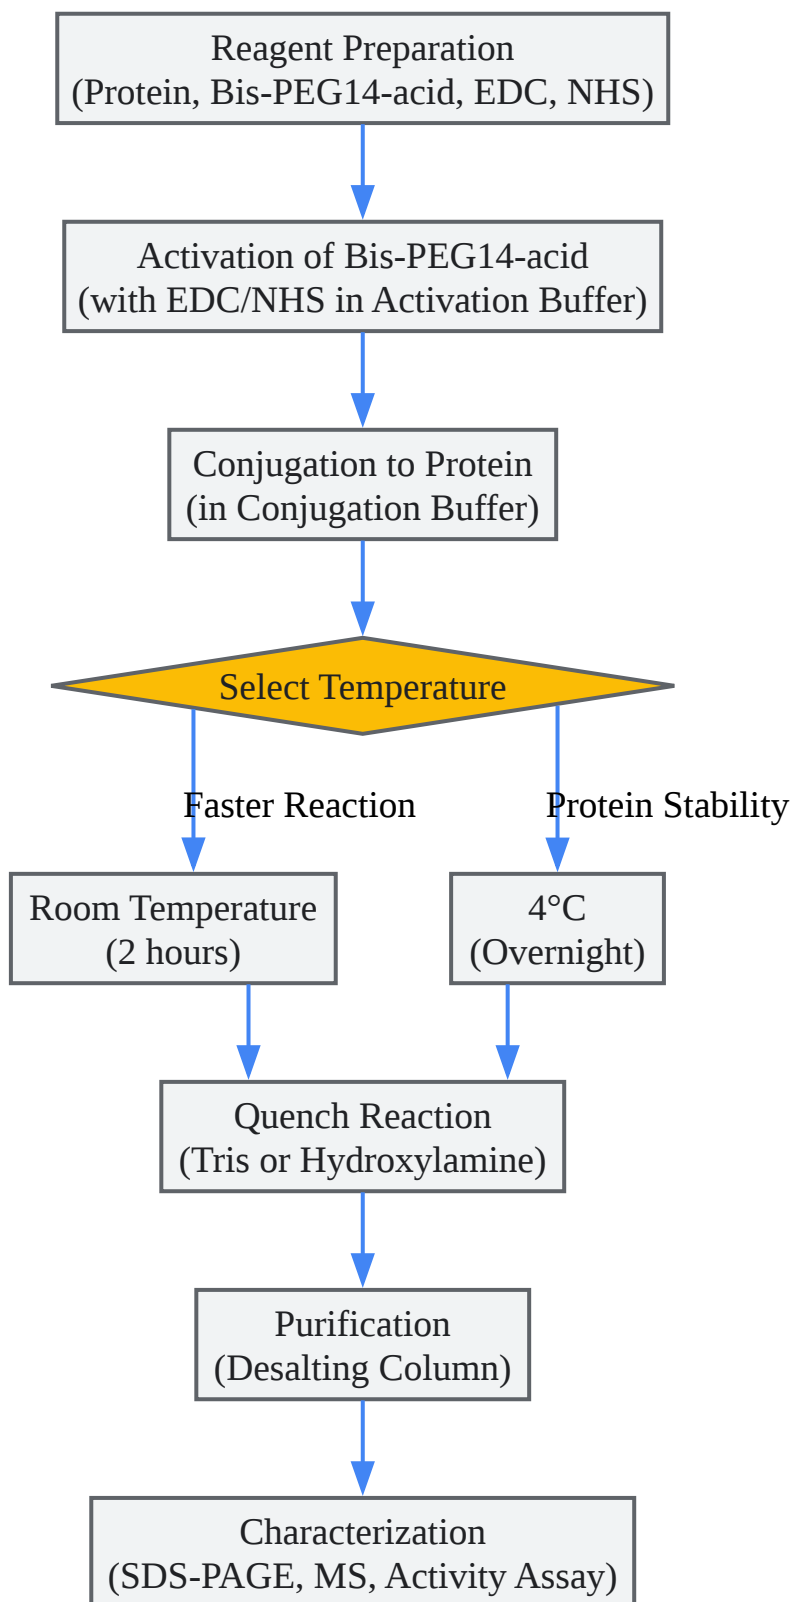 Reagent Preparation
(Protein, Bis-PEG14-acid, EDC, NHS)
Activation of Bis-PEG14-acid
(with EDC/NHS in Activation Buffer)
Conjugation to Protein
(in Conjugation Buffer)
Select Temperature
Faster Reaction
Protein Stability
Room Temperature
(2 hours)
4°C
(Overnight)
Quench Reaction
(Tris or Hydroxylamine)
Purification
(Desalting Column)
Characterization
(SDS-PAGE, MS, Activity Assay)